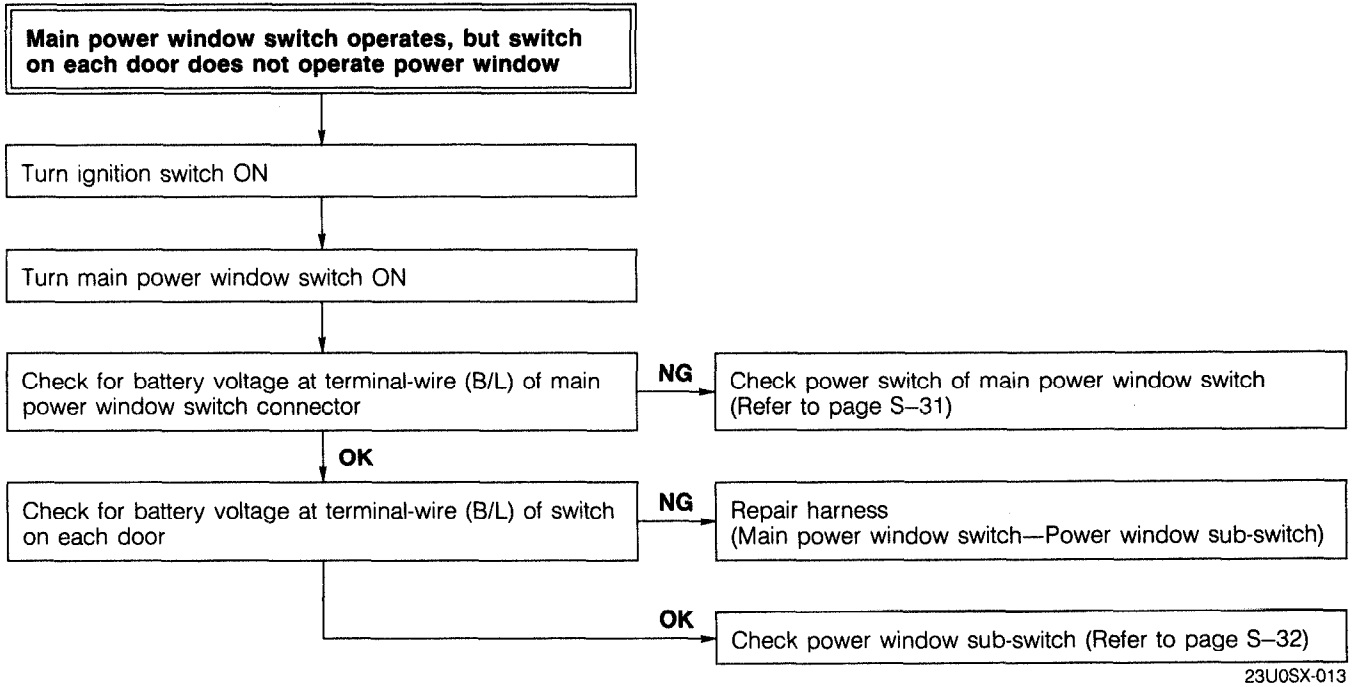 Main power window switch operates, but switch
on each door does not operate power window
Turn ignition switch ON
Turn main power window switch ON
Check for battery voltage at terminal-wire (B/L) of main
power window switch connector
NG
Check power switch of main power window switch
(Refer to page S–31)
OK
Check for battery voltage at terminal-wire (B/L) of switch
on each door
NG
Repair harness
(Main power window switch—Power window sub-switch)
OK
Check power window sub-switch (Refer to page S–32)
23U0SX-013